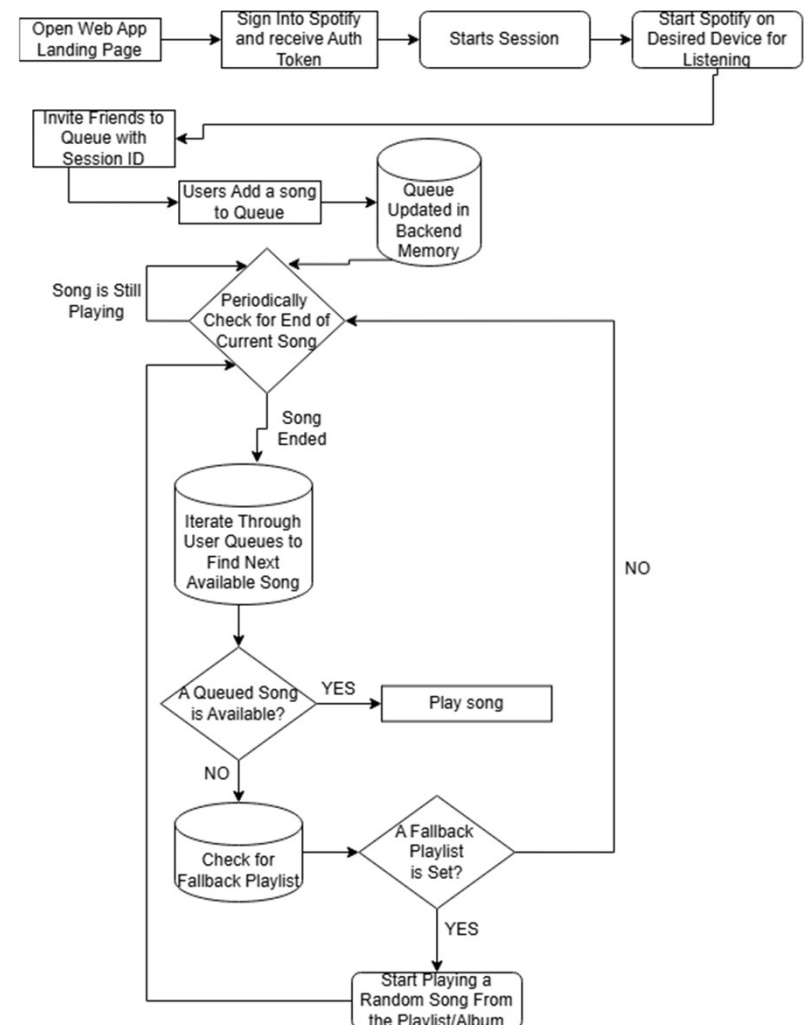 Open Web App
Landing Page
Sign Into Spotify
and receive Auth
Token
Starts Session
Start Spotify on
Desired Device for
Listening
Invite Friends to
Queue with
Session ID
Users Add a song
to Queue
Queue
Updated in
Backend
Memory
Song is Still
Playing
Periodically
Check for End of
Current Song
Song
Ended
Iterate Through
User Queues to
Find Next
Available Song
NO
A Queued Song
is Available?
YES
Play song
NO
Check for
Fallback Playlist
A Fallback
Playlist
is Set?
YES
Start Playing a
Random Song From
the Playlist/Album